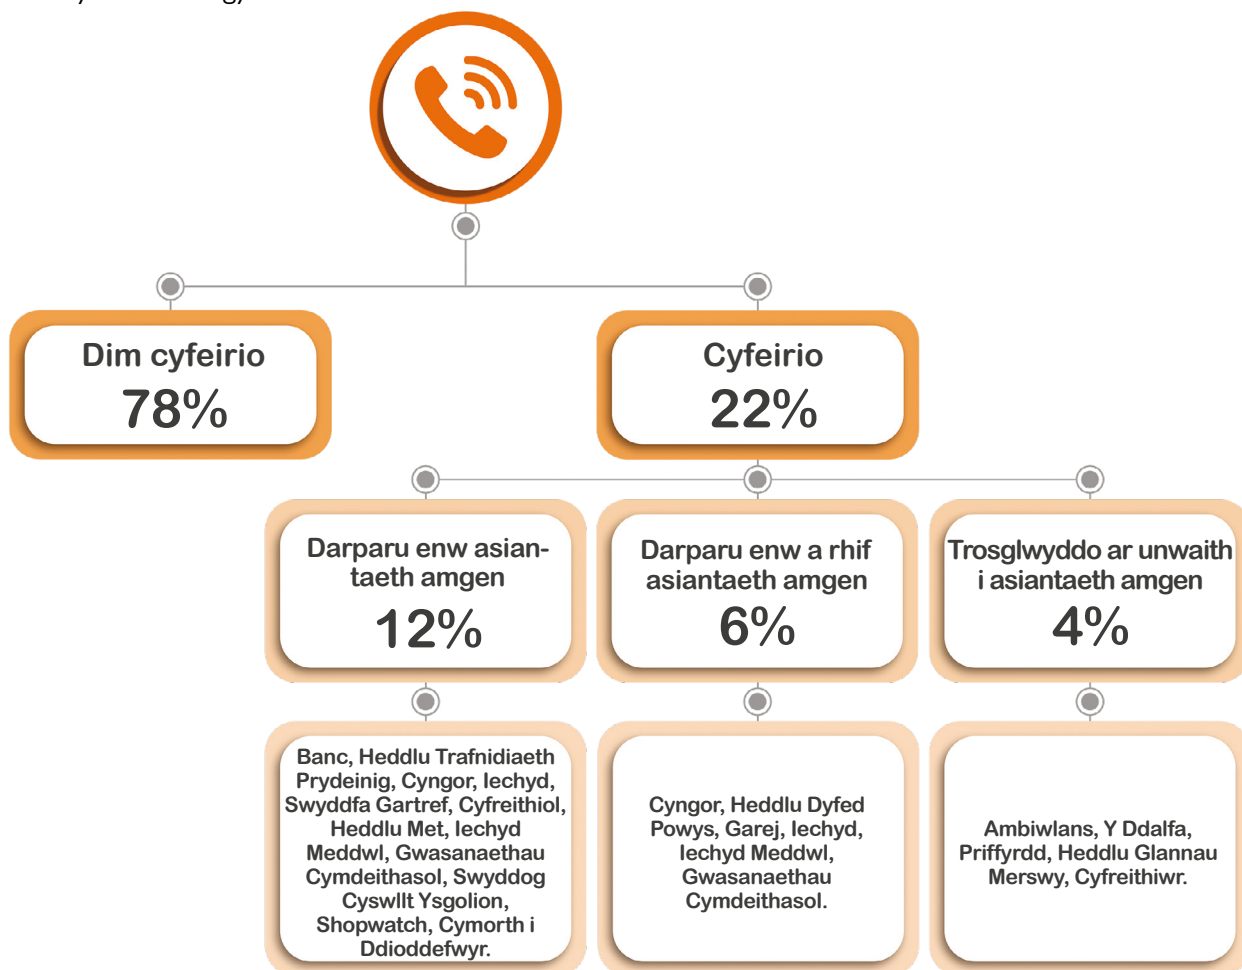 Dim cyfeirio
78%
Cyfeirio
22%
Darparu enw asian-
taeth amgen
12%
Darparu enw a rhif
asiantaeth amgen
6%
Trosglwyddo ar unwaith
i asiantaeth amgen
4%
Banc, Heddlu Trafnidiaeth
Prydeinig, Cyngor, Iechyd,
Swyddfa Gartref, Cyfreithiol,
Heddlu Met, Iechyd
Meddwl, Gwasanaethau
Cymdeithasol, Swyddog
Cyswllt Ysgolion,
Shopwatch, Cymorth i
Ddioddefwyr.
Cyngor, Heddlu Dyfed
Powys, Garej, Iechyd,
Iechyd Meddwl,
Gwasanaethau
Cymdeithasol.
Ambiwlans, Y Ddalfa,
Priffyrdd, Heddlu Glannau
Merswy, Cyfreithiwr.